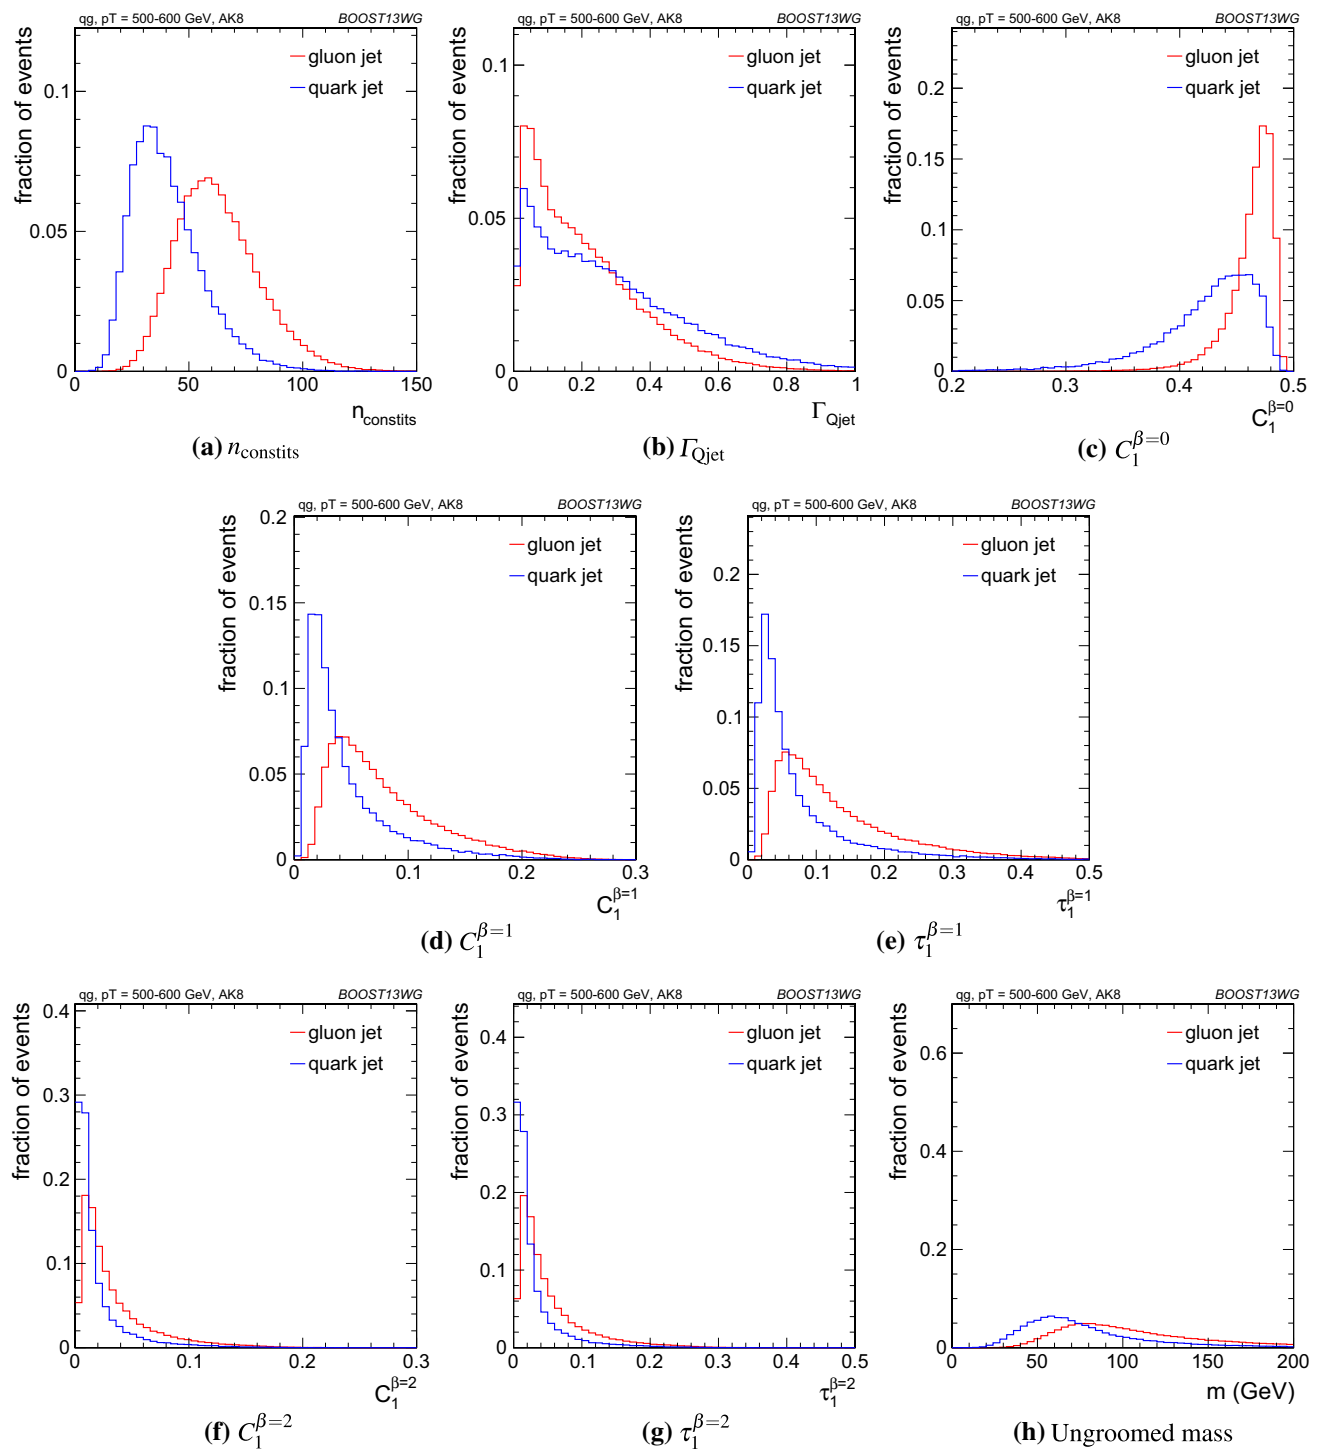 qg, pT = 500-600 GeV, AK8 BOOST13WG
fraction of events
gluon jet
quark jet
0.1
0.05
0
0 50 100 150
n_constits
(a) n_constits
qg, pT = 500-600 GeV, AK8 BOOST13WG
fraction of events
gluon jet
quark jet
0.1
0.05
0
0 0.2 0.4 0.6 0.8 1
Γ_Qjet
(b) Γ_Qjet
qg, pT = 500-600 GeV, AK8 BOOST13WG
fraction of events
gluon jet
quark jet
0.2
0.15
0.1
0.05
0
0.2 0.3 0.4 0.5
C_1^β=0
(c) C_1^β=0
qg, pT = 500-600 GeV, AK8 BOOST13WG
fraction of events
gluon jet
quark jet
0.2
0.15
0.1
0.05
0
0 0.1 0.2 0.3
C_1^β=1
(d) C_1^β=1
qg, pT = 500-600 GeV, AK8 BOOST13WG
fraction of events
gluon jet
quark jet
0.2
0.15
0.1
0.05
0
0 0.1 0.2 0.3 0.4 0.5
τ_1^β=1
(e) τ_1^β=1
qg, pT = 500-600 GeV, AK8 BOOST13WG
fraction of events
gluon jet
quark jet
0.4
0.3
0.2
0.1
0
0 0.1 0.2 0.3
C_1^β=2
(f) C_1^β=2
qg, pT = 500-600 GeV, AK8 BOOST13WG
fraction of events
gluon jet
quark jet
0.4
0.3
0.2
0.1
0
0 0.1 0.2 0.3 0.4 0.5
τ_1^β=2
(g) τ_1^β=2
qg, pT = 500-600 GeV, AK8 BOOST13WG
fraction of events
gluon jet
quark jet
0.6
0.4
0.2
0
0 50 100 150 200
m (GeV)
(h) Ungroomed mass